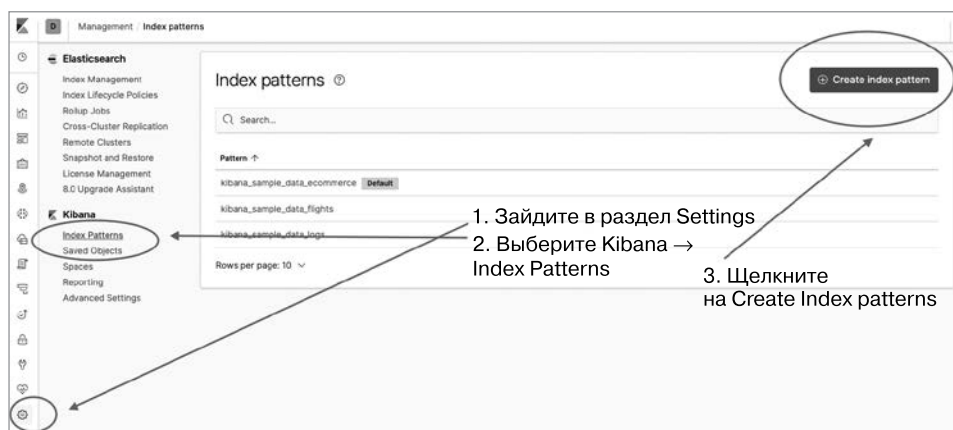 D Management / Index patterns
Elasticsearch
Index Management
Index Lifecycle Policies
Rollup Jobs
Cross-Cluster Replication
Remote Clusters
Snapshot and Restore
License Management
8.0 Upgrade Assistant
Kibana
Index Patterns
Saved Objects
Spaces
Reporting
Advanced Settings
Index patterns
Create index pattern
Search...
Pattern ↑
kibana_sample_data_ecommerce Default
kibana_sample_data_flights
kibana_sample_data_logs
Rows per page: 10
1. Зайдите в раздел Settings
2. Выберите Kibana →
Index Patterns
3. Щелкните
на Create Index patterns